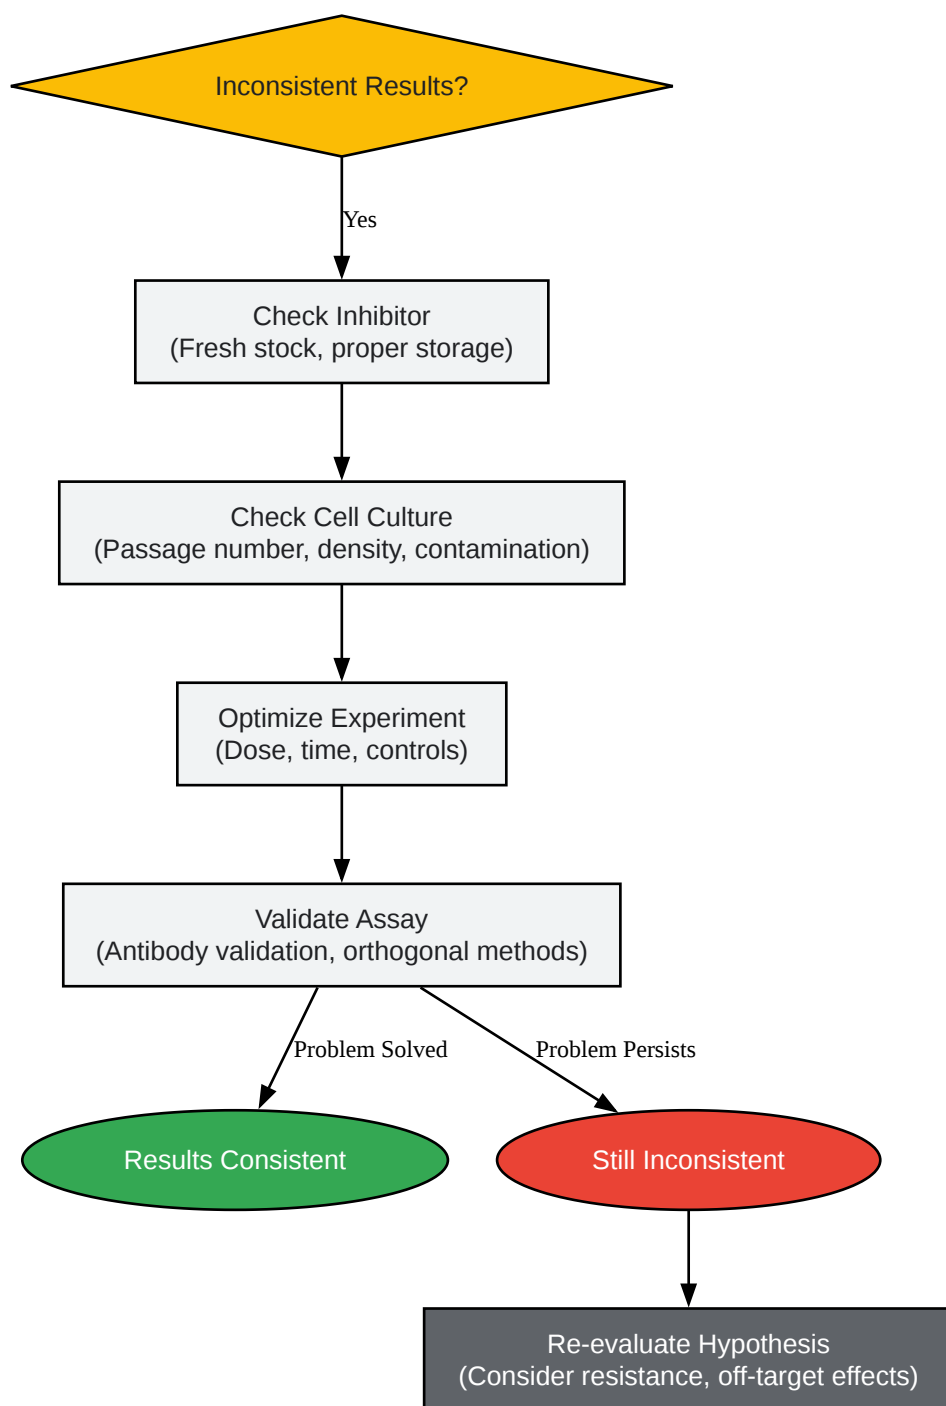 Inconsistent Results?
Yes
Check Inhibitor
(Fresh stock, proper storage)
Check Cell Culture
(Passage number, density, contamination)
Optimize Experiment
(Dose, time, controls)
Validate Assay
(Antibody validation, orthogonal methods)
Problem Solved
Problem Persists
Results Consistent
Still Inconsistent
Re-evaluate Hypothesis
(Consider resistance, off-target effects)